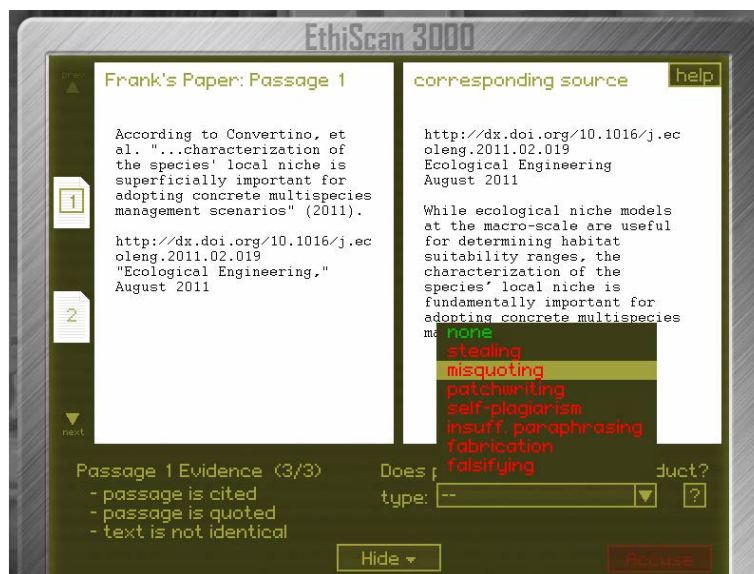 EthiScan 3000
prev
Frank's Paper: Passage 1
According to Convertino, et
al. "...characterization of
the species' local niche is
superficially important for
adopting concrete multispecies
management scenarios" (2011).
http://dx.doi.org/10.1016/j.ec
oleng.2011.02.019
"Ecological Engineering,"
August 2011
corresponding source
help
http://dx.doi.org/10.1016/j.ec
oleng.2011.02.019
Ecological Engineering
August 2011
While ecological niche models
at the macro-scale are useful
for determining habitat
suitability ranges, the
characterization of the
species' local niche is
fundamentally important for
adopting concrete multispecies
1
2
next
none
stealing
misquoting
patchwriting
self-plagiarism
insuff. paraphrasing
fabrication
falsifying
Passage 1 Evidence (3/3)
- passage is cited
- passage is quoted
- text is not identical
Does duct?
type: -- ?
Hide
Accuse